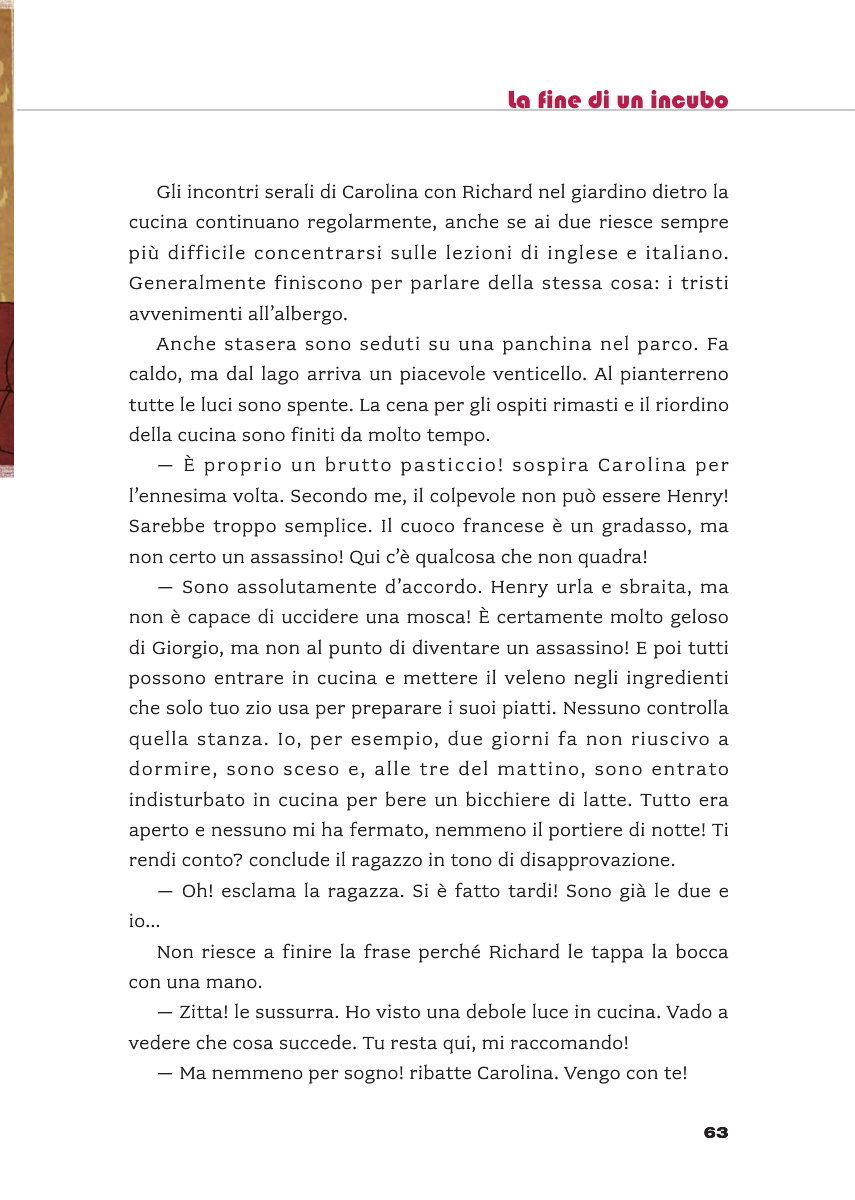 La fine di un incubo
Gli incontri serali di Carolina con Richard nel giardino dietro la
cucina continuano regolarmente, anche se ai due riesce sempre
più difficile concentrarsi sulle lezioni di inglese e italiano.
Generalmente finiscono per parlare della stessa cosa: i tristi
avvenimenti all’albergo.
Anche stasera sono seduti su una panchina nel parco. Fa
caldo, ma dal lago arriva un piacevole venticello. Al pianterreno
tutte le luci sono spente. La cena per gli ospiti rimasti e il riordino
della cucina sono finiti da molto tempo.
— È proprio un brutto pasticcio! sospira Carolina per
l’ennesima volta. Secondo me, il colpevole non può essere Henry!
Sarebbe troppo semplice. Il cuoco francese è un gradasso, ma
non certo un assassino! Qui c’è qualcosa che non quadra!
— Sono assolutamente d’accordo. Henry urla e sbraita, ma
non è capace di uccidere una mosca! È certamente molto geloso
di Giorgio, ma non al punto di diventare un assassino! E poi tutti
possono entrare in cucina e mettere il veleno negli ingredienti
che solo tuo zio usa per preparare i suoi piatti. Nessuno controlla
quella stanza. Io, per esempio, due giorni fa non riuscivo a
dormire, sono sceso e, alle tre del mattino, sono entrato
indisturbato in cucina per bere un bicchiere di latte. Tutto era
aperto e nessuno mi ha fermato, nemmeno il portiere di notte! Ti
rendi conto? conclude il ragazzo in tono di disapprovazione.
— Oh! esclama la ragazza. Si è fatto tardi! Sono già le due e
io...
Non riesce a finire la frase perché Richard le tappa la bocca
con una mano.
— Zitta! le sussurra. Ho visto una debole luce in cucina. Vado a
vedere che cosa succede. Tu resta qui, mi raccomando!
— Ma nemmeno per sogno! ribatte Carolina. Vengo con te!
63